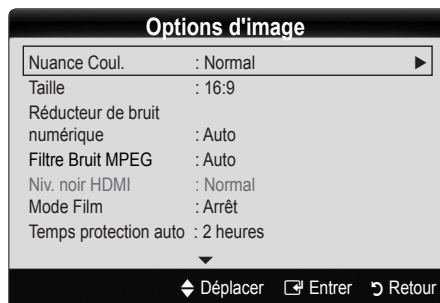 Options d'image
Nuance Coul. : Normal
Taille : 16:9
Réducteur de bruit
numérique : Auto
Filtre Bruit MPEG : Auto
Niv. noir HDMI : Normal
Mode Film : Arrêt
Temps protection auto : 2 heures
Déplacer Entrer Retour